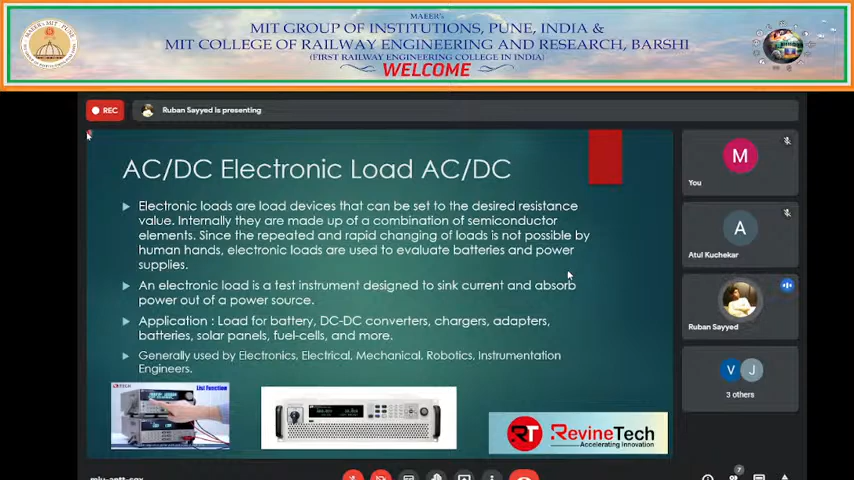 MAEER's
MIT GROUP OF INSTITUTIONS, PUNE, INDIA &
MIT COLLEGE OF RAILWAY ENGINEERING AND RESEARCH, BARSHI
(FIRST RAILWAY ENGINEERING COLLEGE IN INDIA)
WELCOME
REC
Ruban Sayyed is presenting
AC/DC Electronic Load AC/DC
Electronic loads are load devices that can be set to the desired resistance
value. Internally they are made up of a combination of semiconductor
elements. Since the repeated and rapid changing of loads is not possible by
human hands, electronic loads are used to evaluate batteries and power
supplies.
An electronic load is a test instrument designed to sink current and absorb
power out of a power source.
Application : Load for battery, DC-DC converters, chargers, adapters,
batteries, solar panels, fuel-cells, and more.
Generally used by Electronics, Electrical, Mechanical, Robotics, Instrumentation
Engineers.
List Function
RT RevineTech
Accelerating Innovation
M
You
A
Atul Kuchekar
Ruban Sayyed
V J
3 others
7